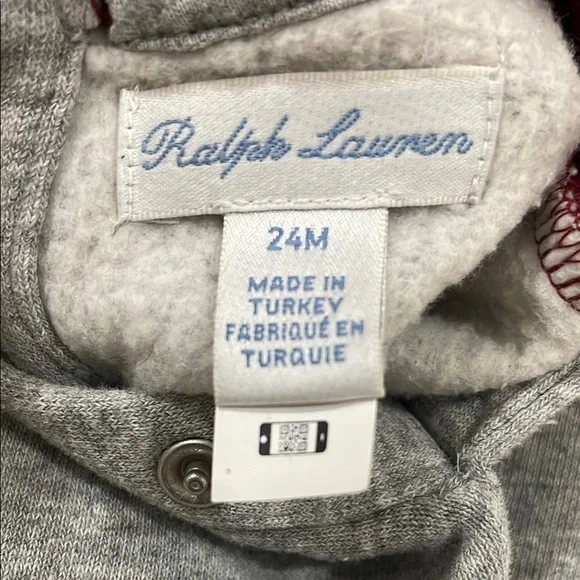 Ralph Lauren
24M
MADE IN
TURKEY
FABRIQUÉ EN
TURQUIE